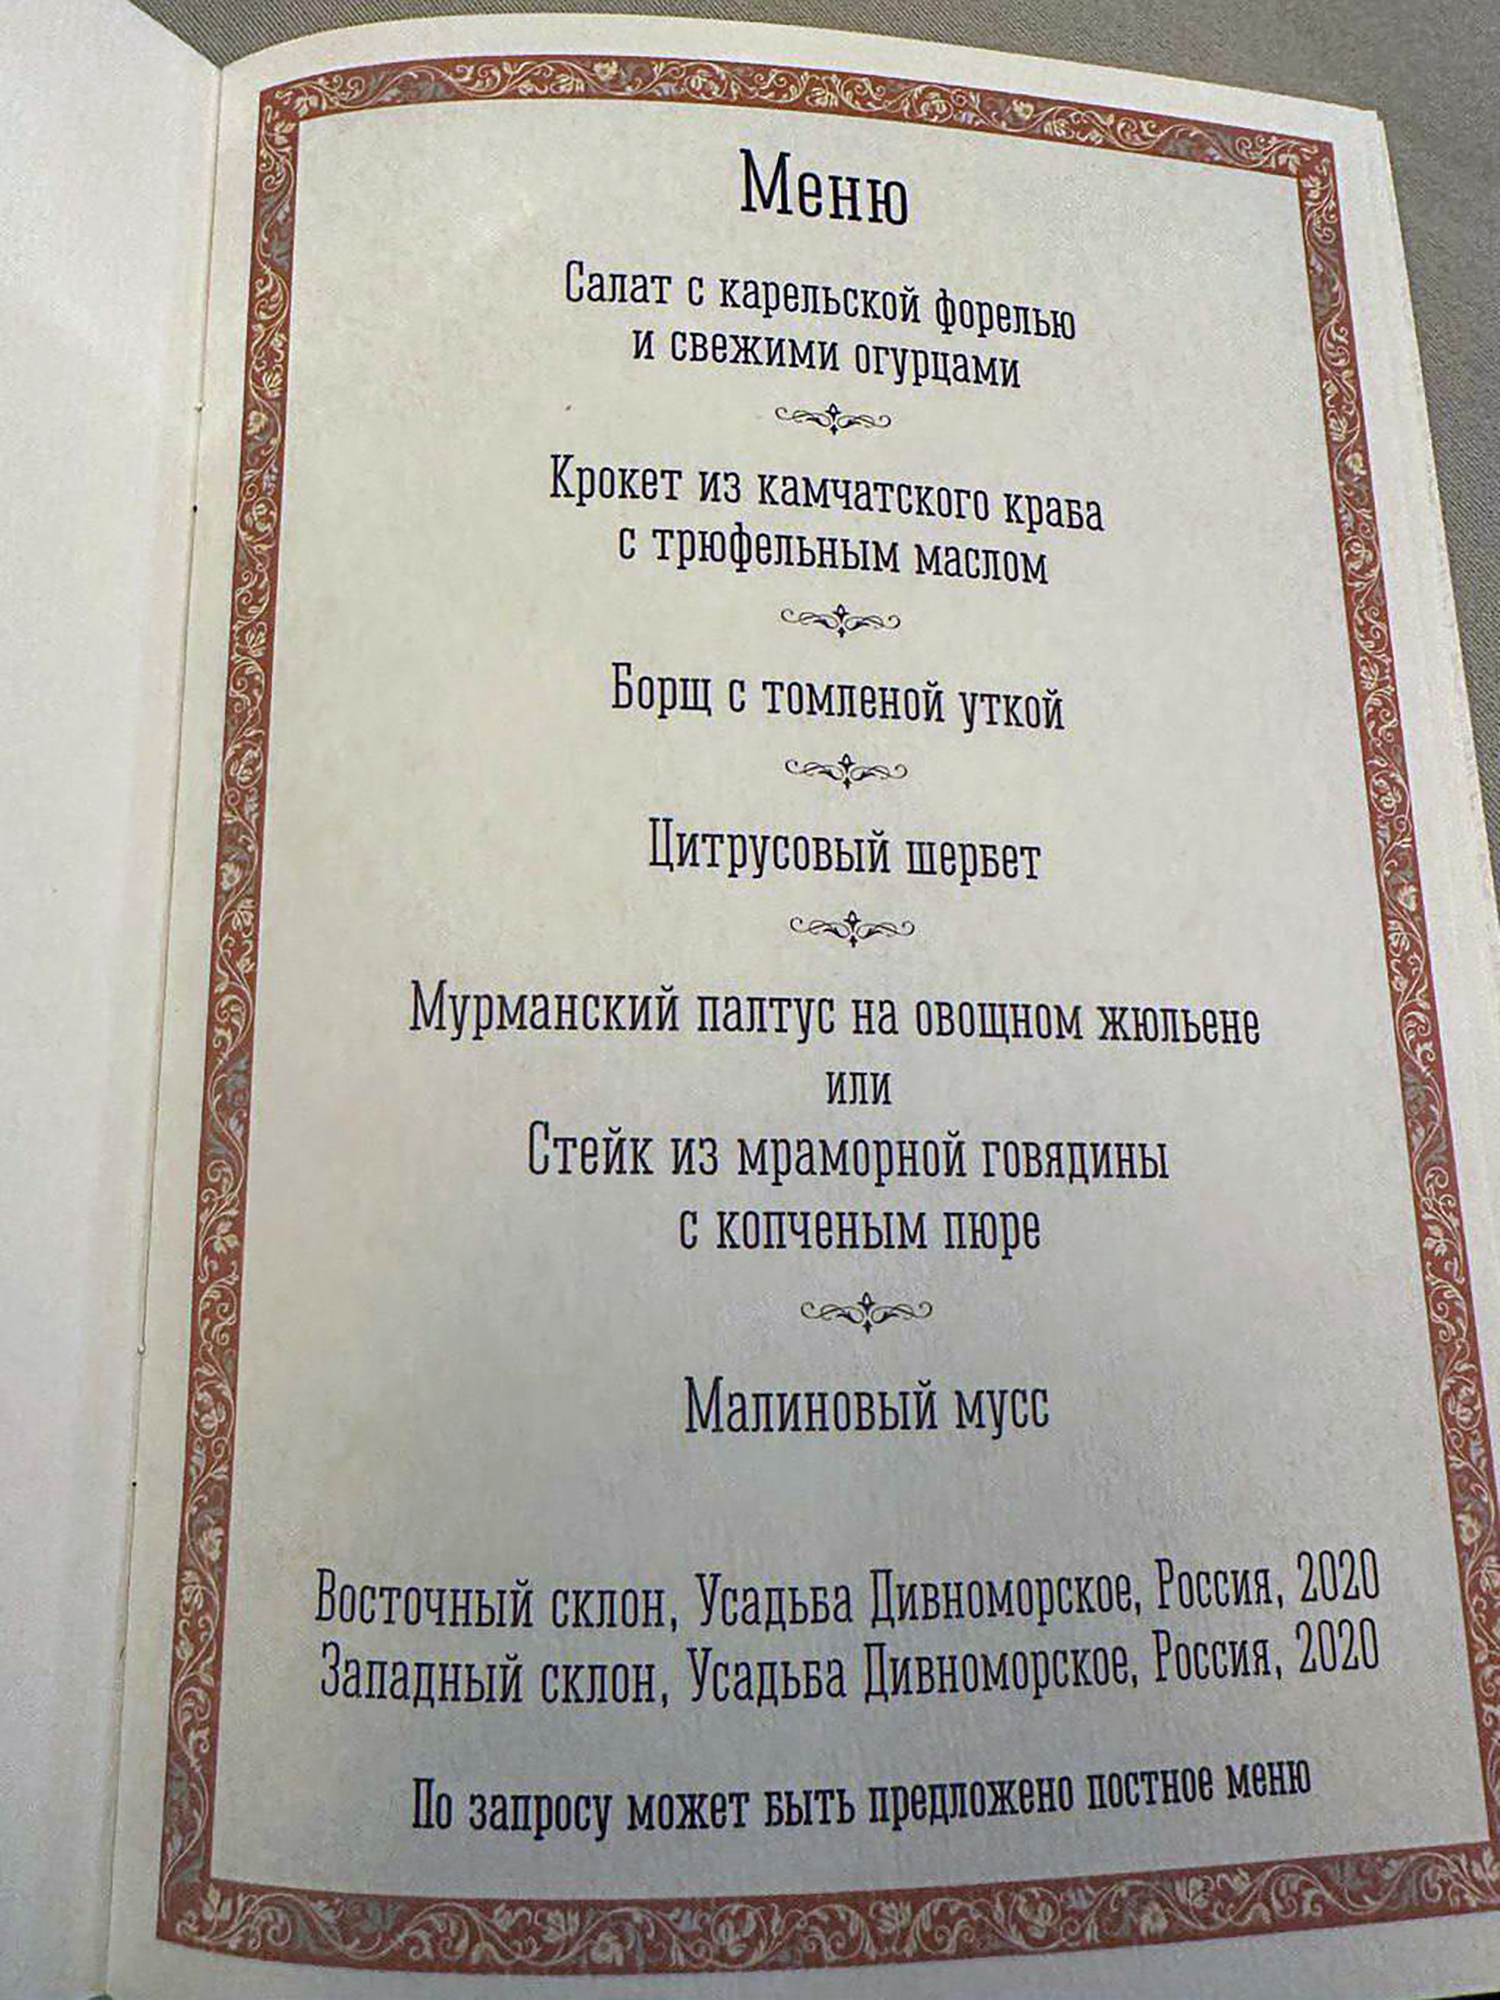 Меню
Салат с карельской форелью
и свежими огурцами
Крокет из камчатского краба
с трюфельным маслом
Борщ с томленой уткой
Цитрусовый шербет
Мурманский палтус на овощном жюльене
или
Стейк из мраморной говядины
с копченым пюре
Малиновый мусс
Восточный склон, Усадьба Дивноморское, Россия, 2020
Западный склон, Усадьба Дивноморское, Россия, 2020
По запросу может быть предложено постное меню